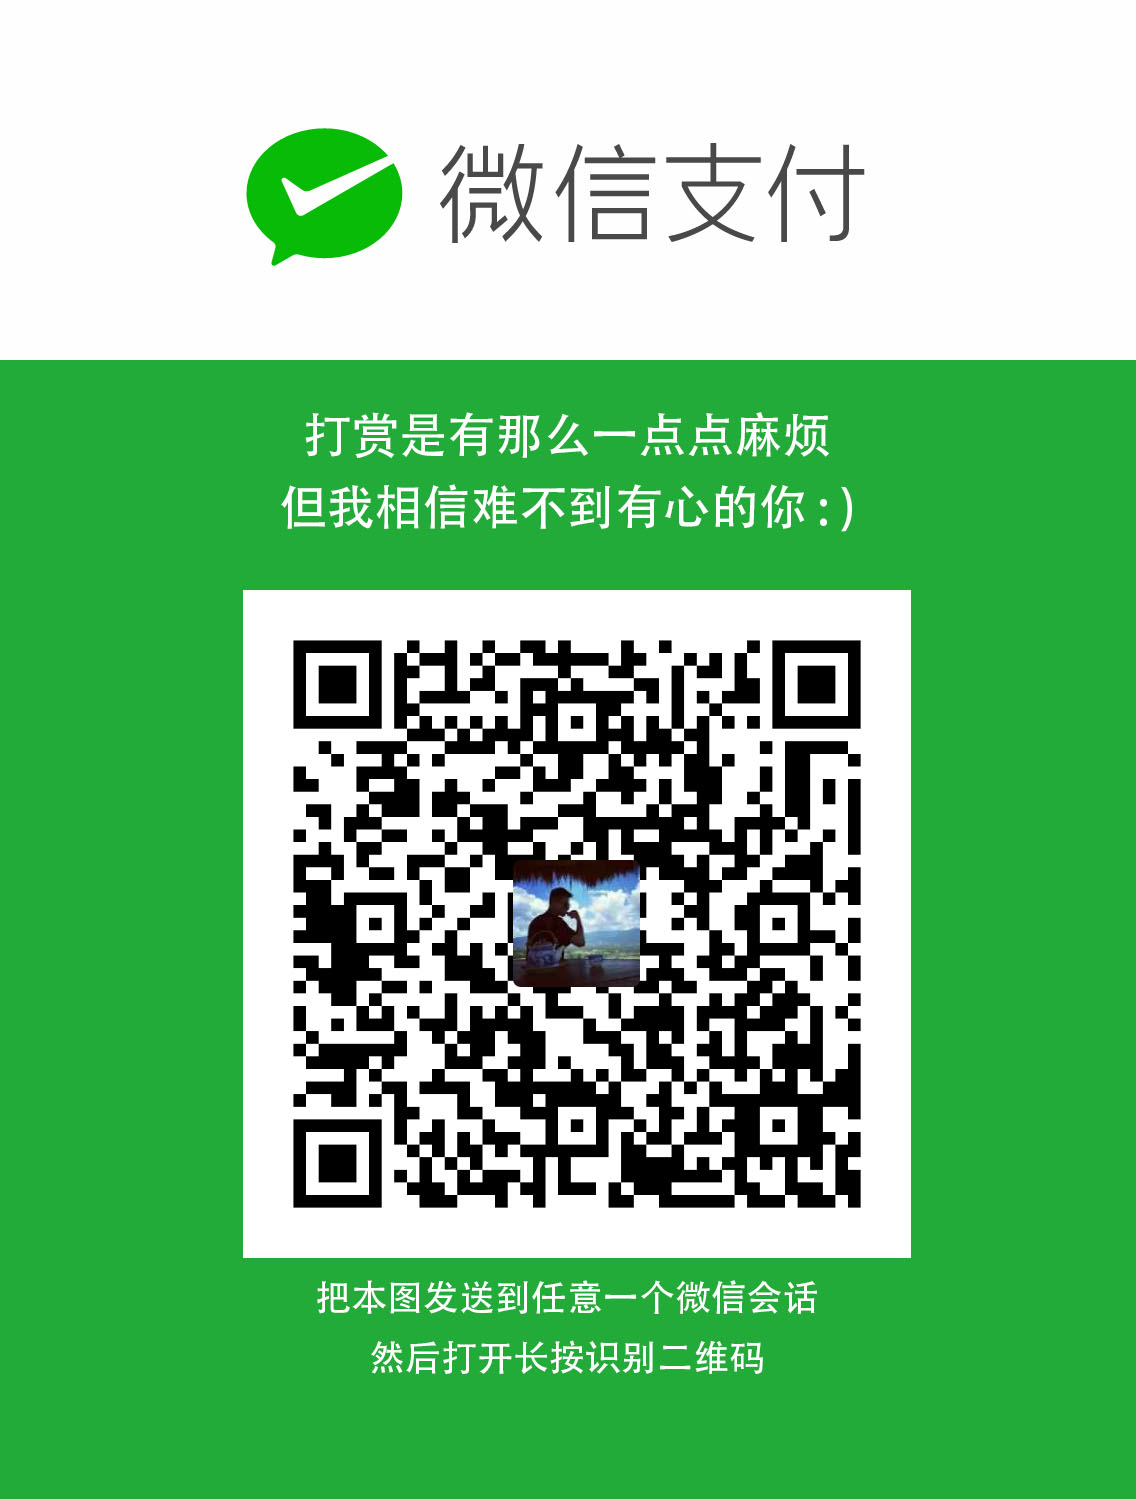 微信支付
打赏是有那么一点点麻烦
但我相信难不到有心的你:)
把本图发送到任意一个微信会话
然后打开长按识别二维码